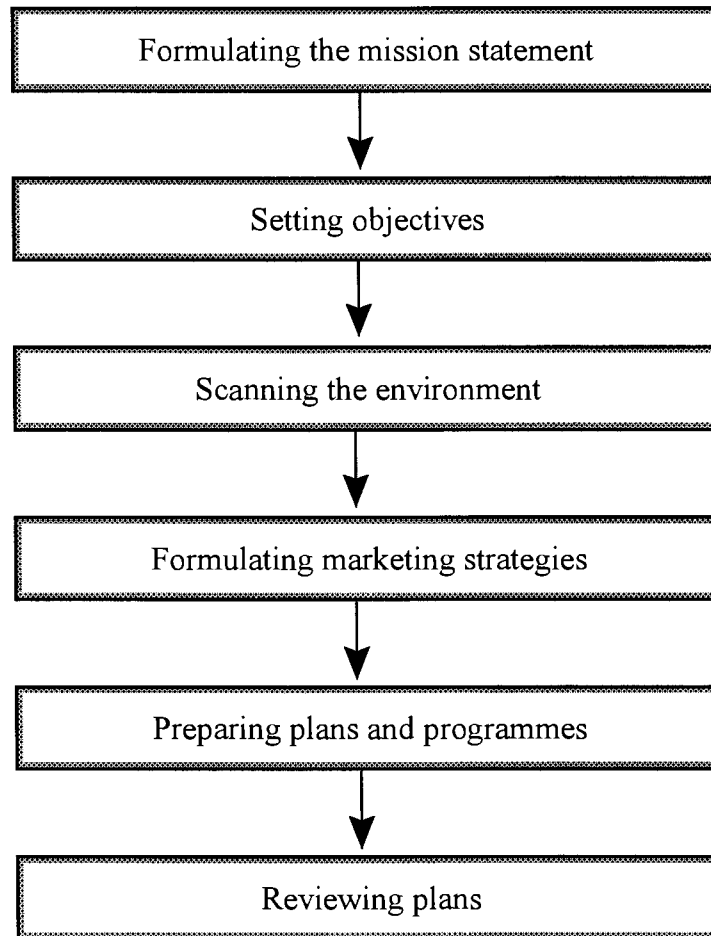 Formulating the mission statement
Setting objectives
Scanning the environment
Formulating marketing strategies
Preparing plans and programmes
Reviewing plans